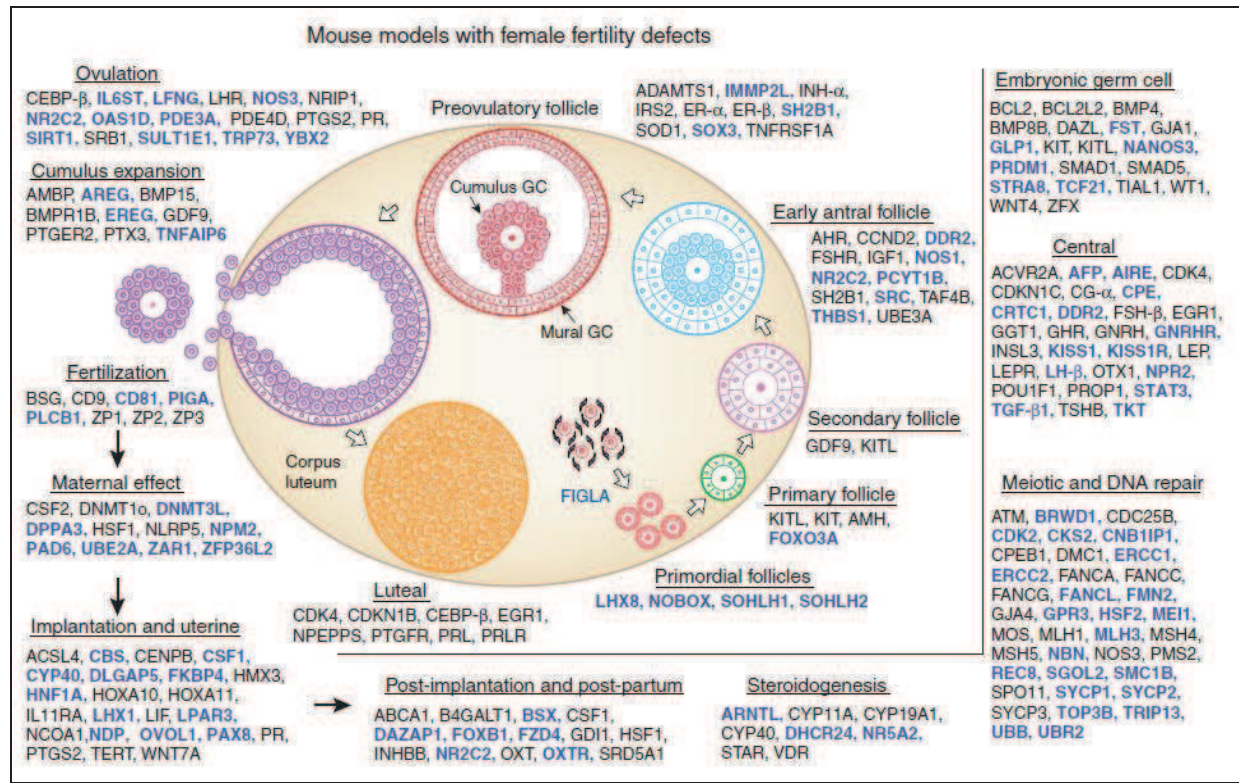 Mouse models with female fertility defects
Ovulation
CEBP-β, IL6ST, LFNG, LHR, NOS3, NRIP1,
NR2C2, OAS1D, PDE3A, PDE4D, PTGS2, PR,
SIRT1, SRB1, SULT1E1, TRP73, YBX2
Cumulus expansion
AMBP, AREG, BMP15,
BMPR1B, EREG, GDF9,
PTGER2, PTX3, TNFAIP6
Fertilization
BSG, CD9, CD81, PIGA,
PLCB1, ZP1, ZP2, ZP3
Maternal effect
CSF2, DNMT1o, DNMT3L,
DPPA3, HSF1, NLRP5, NPM2,
PAD6, UBE2A, ZAR1, ZFP36L2
Implantation and uterine
ACSL4, CBS, CENPB, CSF1,
CYP40, DLGAP5, FKBP4, HMX3,
HNF1A, HOXA10, HOXA11,
IL11RA, LHX1, LIF, LPAR3,
NCOA1, NDP, OVOL1, PAX8, PR,
PTGS2, TERT, WNT7A
Preovulatory follicle
ADAMTS1, IMMP2L, INH-α,
IRS2, ER-α, ER-β, SH2B1,
SOD1, SOX3, TNFRSF1A
Cumulus GC
Mural GC
Early antral follicle
AHR, CCND2, DDR2,
FSHR, IGF1, NOS1,
NR2C2, PCYT1B,
SH2B1, SRC, TAF4B,
THBS1, UBE3A
Secondary follicle
GDF9, KITL
Primary follicle
KITL, KIT, AMH,
FOXO3A
Primordial follicles
LHX8, NOBOX, SOHLH1, SOHLH2
FIGLA
Corpus
luteum
Luteal
CDK4, CDKN1B, CEBP-β, EGR1,
NPEPPS, PTGFR, PRL, PRLR
Post-implantation and post-partum
ABCA1, B4GALT1, BSX, CSF1,
DAZAP1, FOXB1, FZD4, GDI1, HSF1,
INHBB, NR2C2, OXT, OXTR, SRD5A1
Steroidogenesis
ARNTL, CYP11A, CYP19A1,
CYP40, DHCR24, NR5A2,
STAR, VDR
Embryonic germ cell
BCL2, BCL2L2, BMP4,
BMP8B, DAZL, FST, GJA1,
GLP1, KIT, KITL, NANOS3,
PRDM1, SMAD1, SMAD5,
STRA8, TCF21, TIAL1, WT1,
WNT4, ZFX
Central
ACVR2A, AFP, AIRE, CDK4,
CDKN1C, CG-α, CPE,
CRTC1, DDR2, FSH-β, EGR1,
GGT1, GHR, GNRH, GNRHR,
INSL3, KISS1, KISS1R, LEP,
LEPR, LH-β, OTX1, NPR2,
POU1F1, PROP1, STAT3,
TGF-β1, TSHB, TKT
Meiotic and DNA repair
ATM, BRWD1, CDC25B,
CDK2, CKS2, CNB1IP1,
CPEB1, DMC1, ERCC1,
ERCC2, FANCA, FANCC,
FANCG, FANCL, FMN2,
GJA4, GPR3, HSF2, MEI1,
MOS, MLH1, MLH3, MSH4,
MSH5, NBN, NOS3, PMS2,
REC8, SGOL2, SMC1B,
SPO11, SYCP1, SYCP2,
SYCP3, TOP3B, TRIP13,
UBB, UBR2